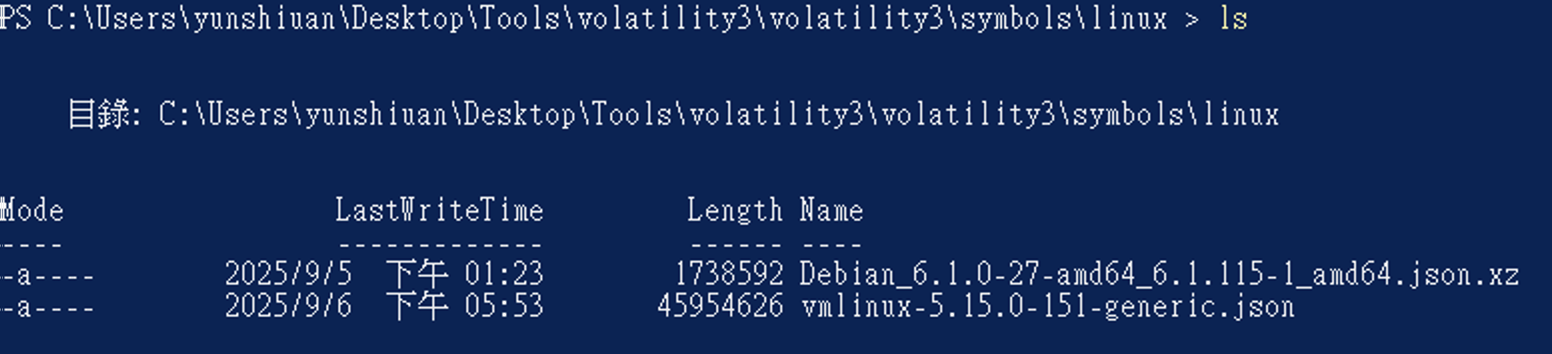 PS C:\Users\yunshiuan\Desktop\Tools\volatility3\volatility3\symbols\linux > ls
目錄: C:\Users\yunshiuan\Desktop\Tools\volatility3\volatility3\symbols\linux
Mode LastWriteTime Length Name
---- ------------- ------ ----
-a---- 2025/9/5 下午 01:23 1738592 Debian_6.1.0-27-amd64_6.1.115-1_amd64.json.xz
-a---- 2025/9/6 下午 05:53 45954626 vmlinux-5.15.0-151-generic.json